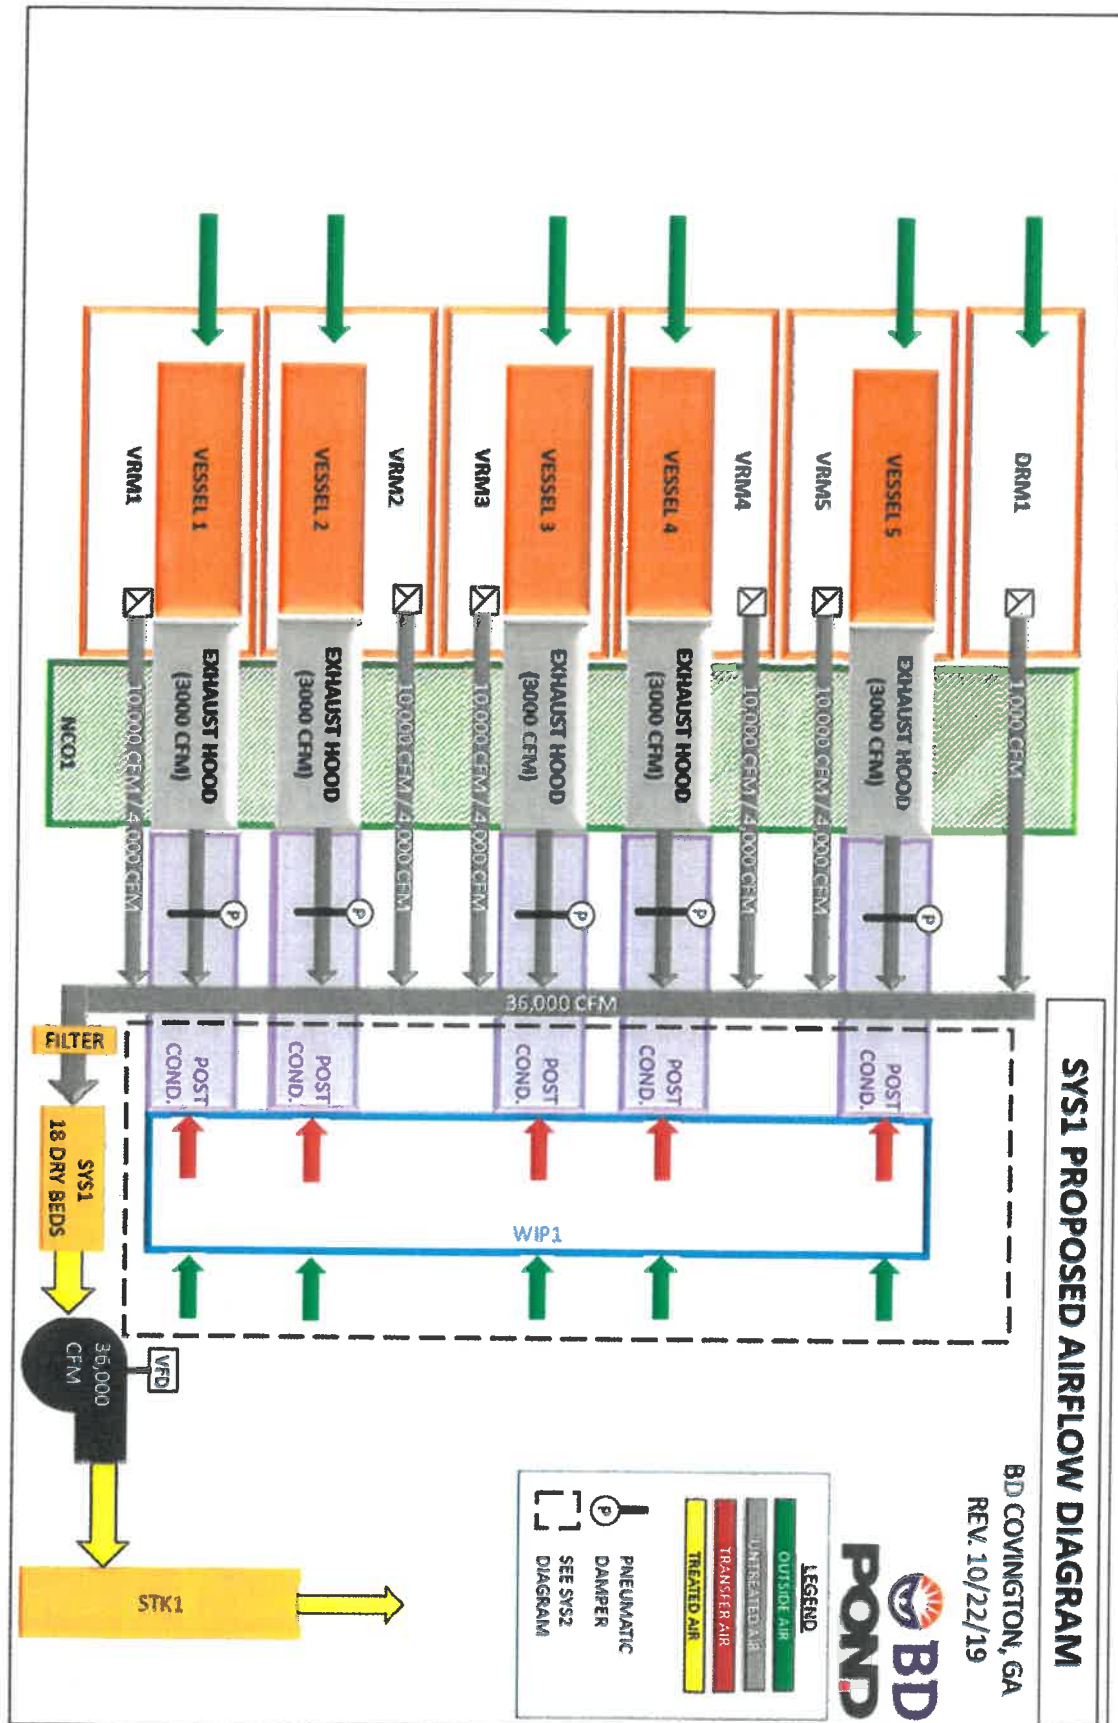 SYS1 PROPOSED AIRFLOW DIAGRAM
BD COVINGTON, GA
REV. 10/22/19
BD
POND
LEGEND
OUTSIDE AIR
UNTREATED AIR
TRANSFER AIR
TREATED AIR
P
PNEUMATIC
DAMPER
SEE SYS2
DIAGRAM
DRM1
1,000 CFM
VESSEL 5
EXHAUST HOOD
(3000 CFM)
P
POST
COND.
VRM5
10,000 CFM / 4,000 CFM
VRM4
10,000 CFM / 4,000 CFM
VESSEL 4
EXHAUST HOOD
(3000 CFM)
P
POST
COND.
VESSEL 3
EXHAUST HOOD
(3000 CFM)
P
POST
COND.
VRM3
10,000 CFM / 4,000 CFM
VRM2
10,000 CFM / 4,000 CFM
VESSEL 2
EXHAUST HOOD
(3000 CFM)
P
POST
COND.
VESSEL 1
EXHAUST HOOD
(3000 CFM)
P
POST
COND.
VRM1
10,000 CFM / 4,000 CFM
NCO1
36,000 CFM
WIP1
FILTER
SYS1
18 DRY BEDS
VFD
36,000
CFM
STK1